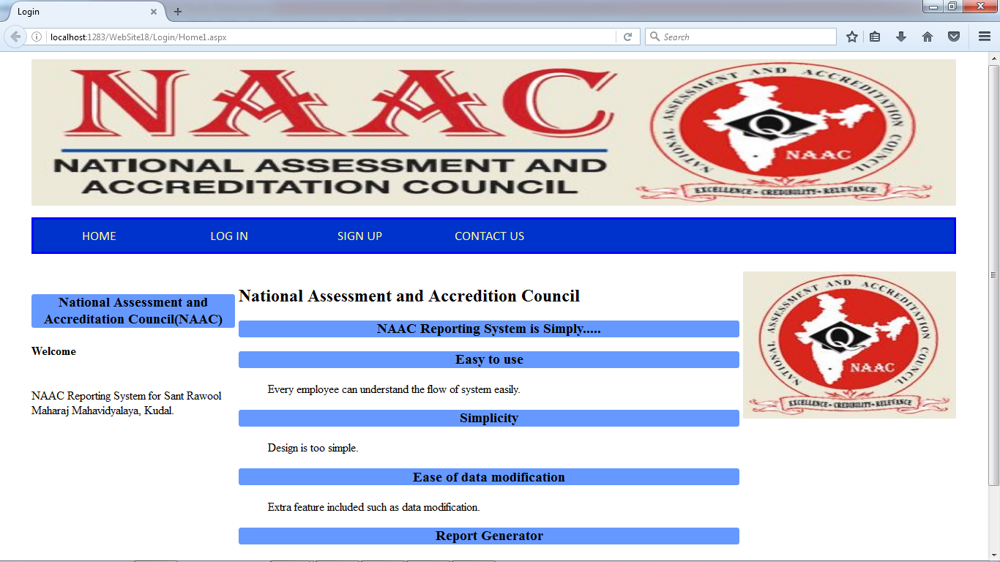 Login
localhost:1283/WebSite18/Login/Home1.aspx
Search
NAAC
NATIONAL ASSESSMENT AND
ACCREDITATION COUNCIL
NATIONAL ASSESSMENT AND ACCREDITATION COUNCIL
Q
NAAC
EXCELLENCE • CREDIBILITY • RELEVANCE
HOME LOG IN SIGN UP CONTACT US
National Assessment and
Accreditation Council(NAAC)
Welcome
NAAC Reporting System for Sant Rawool
Maharaj Mahavidyalaya, Kudal.
National Assessment and Accredition Council
NAAC Reporting System is Simply.....
Easy to use
Every employee can understand the flow of system easily.
Simplicity
Design is too simple.
Ease of data modification
Extra feature included such as data modification.
Report Generator
NATIONAL ASSESSMENT AND ACCREDITATION COUNCIL
Q
NAAC
EXCELLENCE • CREDIBILITY • RELEVANCE